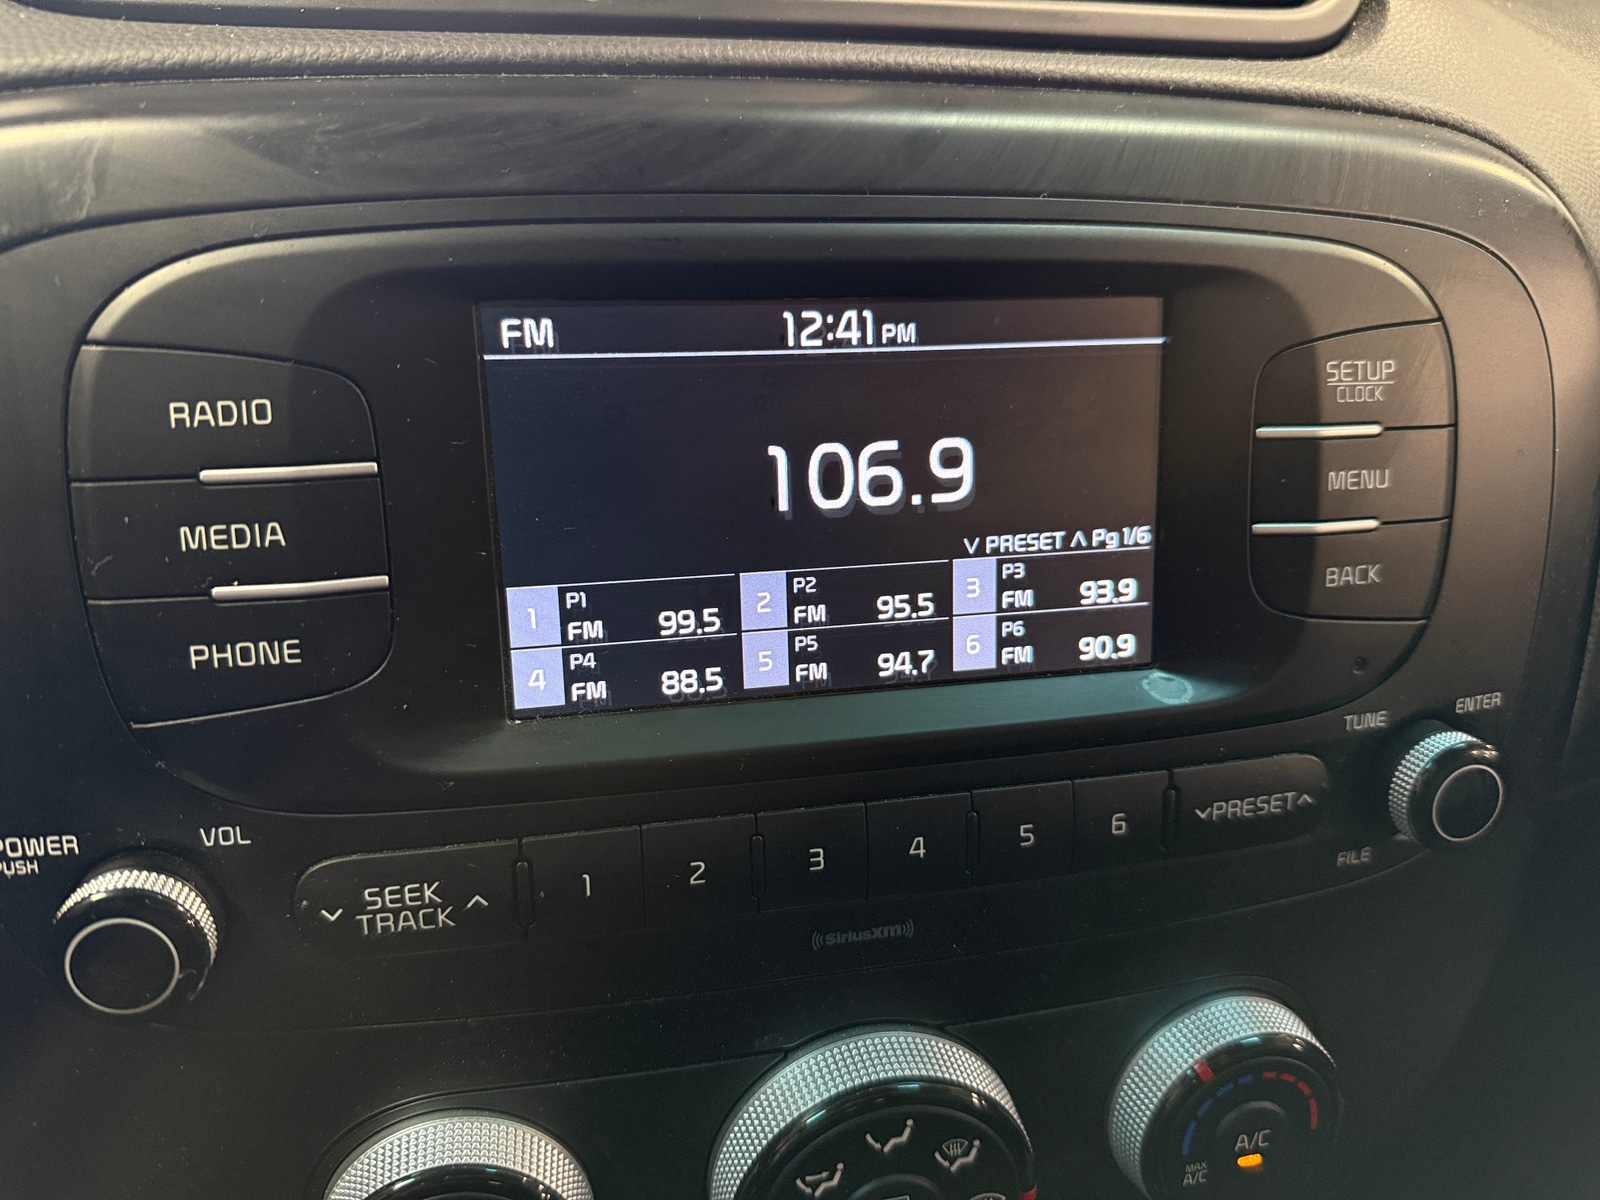 FM 12:41 PM
106.9
∨ PRESET ∧ Pg 1/6
1 P1 FM 99.5
2 P2 FM 95.5
3 P3 FM 93.9
4 P4 FM 88.5
5 P5 FM 94.7
6 P6 FM 90.9
RADIO
MEDIA
PHONE
SETUP
CLOCK
MENU
BACK
POWER
PUSH
VOL
∨ SEEK ∧
TRACK
1 2 3 4 5 6
∨PRESET∧
TUNE
ENTER
FILE
((SiriusXM))
A/C
MAX
A/C